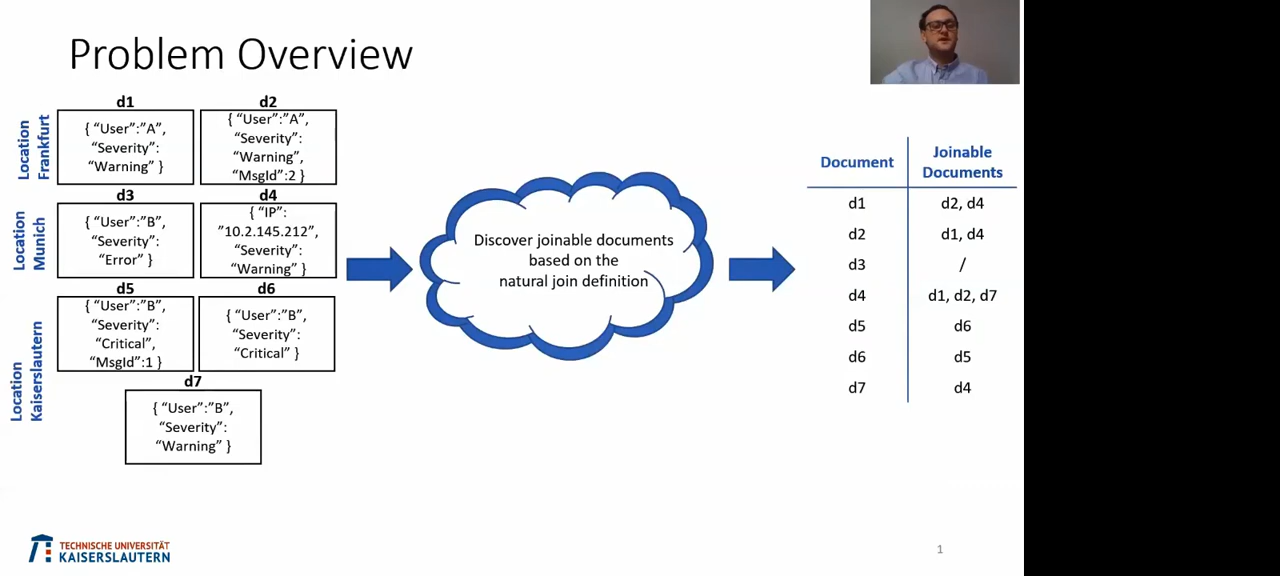 Problem Overview
Location
Frankfurt
d1
{ “User”:”A”,
“Severity”:
“Warning” }
d2
{ “User”:”A”,
“Severity”:
“Warning”,
“MsgId”:2 }
Location
Munich
d3
{ “User”:”B”,
“Severity”:
“Error” }
d4
{ “IP”:
”10.2.145.212”,
“Severity”:
“Warning” }
Location
Kaiserslautern
d5
{ “User”:”B”,
“Severity”:
“Critical”,
“MsgId”:1 }
d6
{ “User”:”B”,
“Severity”:
“Critical” }
d7
{ “User”:”B”,
“Severity”:
“Warning” }
Discover joinable documents
based on the
natural join definition
Document Joinable
Documents
d1 d2, d4
d2 d1, d4
d3 /
d4 d1, d2, d7
d5 d6
d6 d5
d7 d4
TECHNISCHE UNIVERSITÄT
KAISERSLAUTERN
1